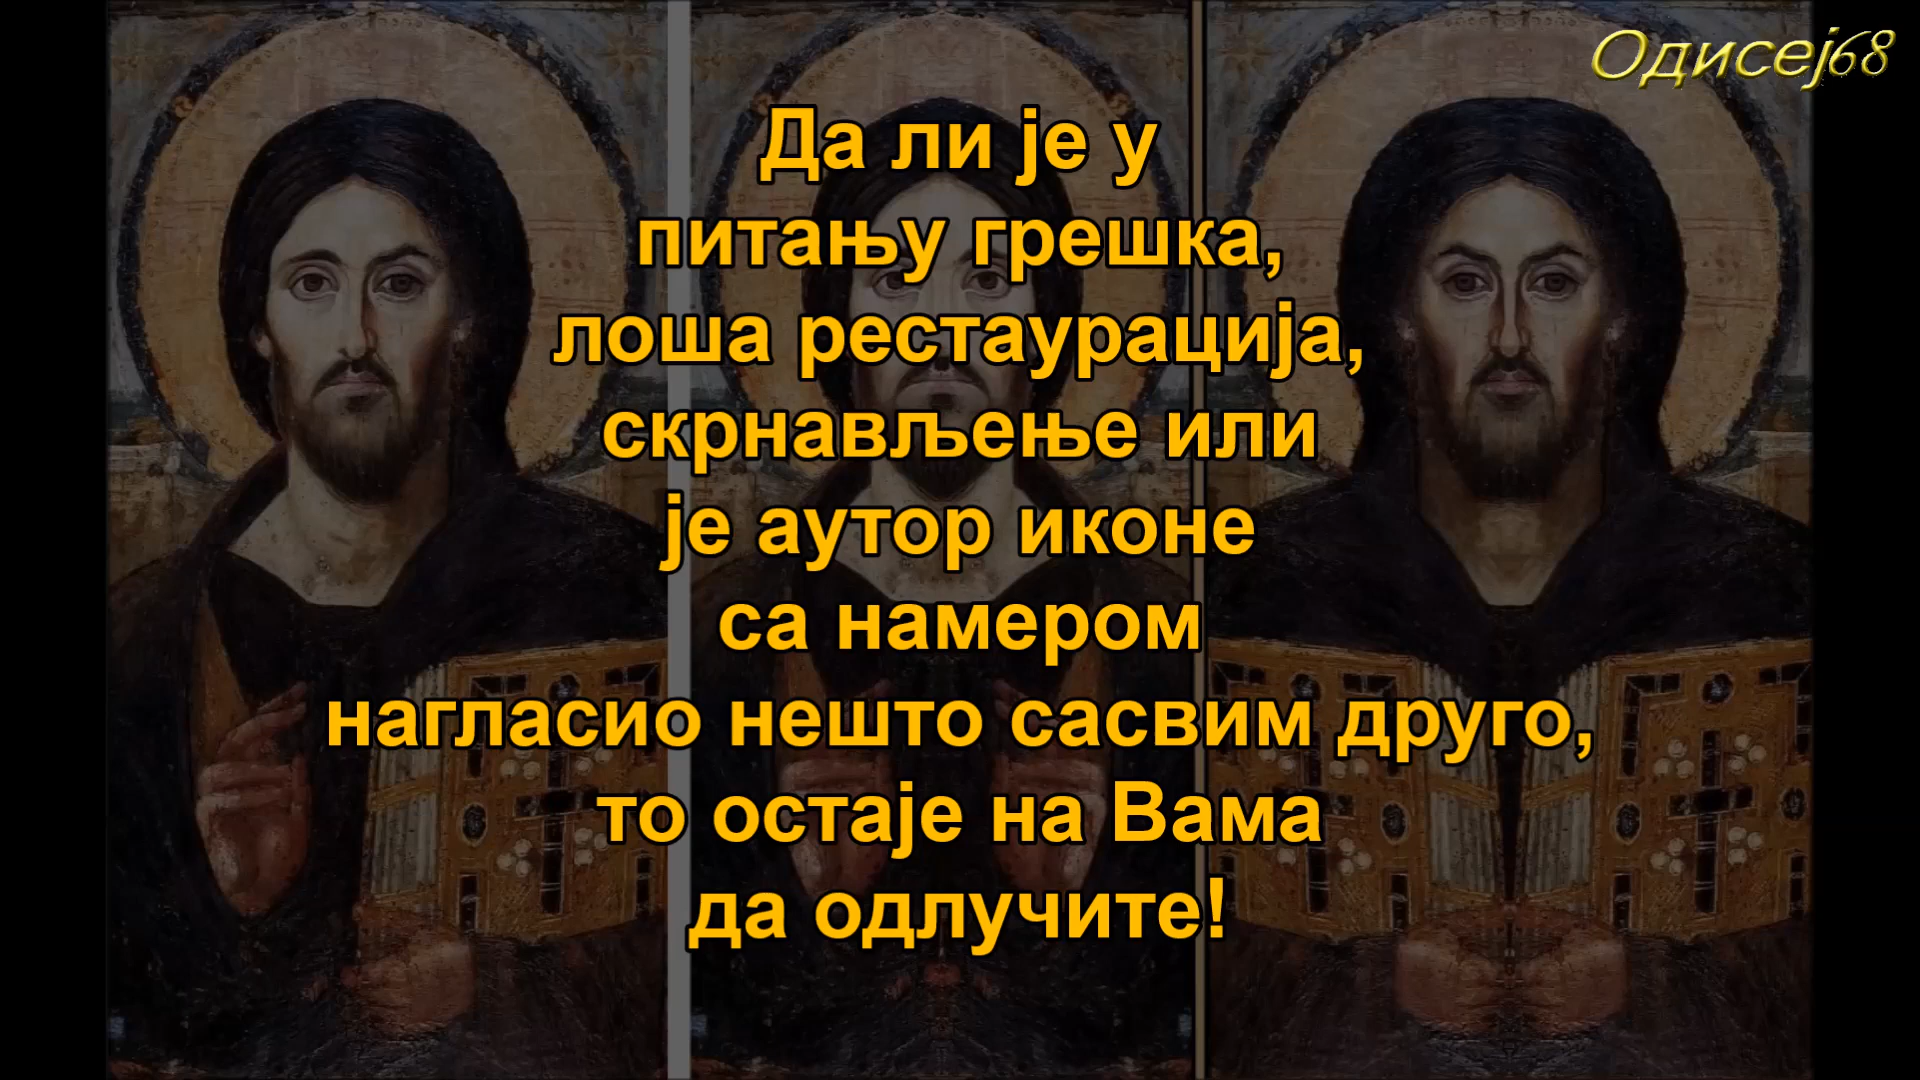 Одисеј68
Да ли је у
питању грешка,
лоша рестаурација,
скрнављење или
је аутор иконе
са намером
нагласио нешто сасвим друго,
то остаје на Вама
да одлучите!